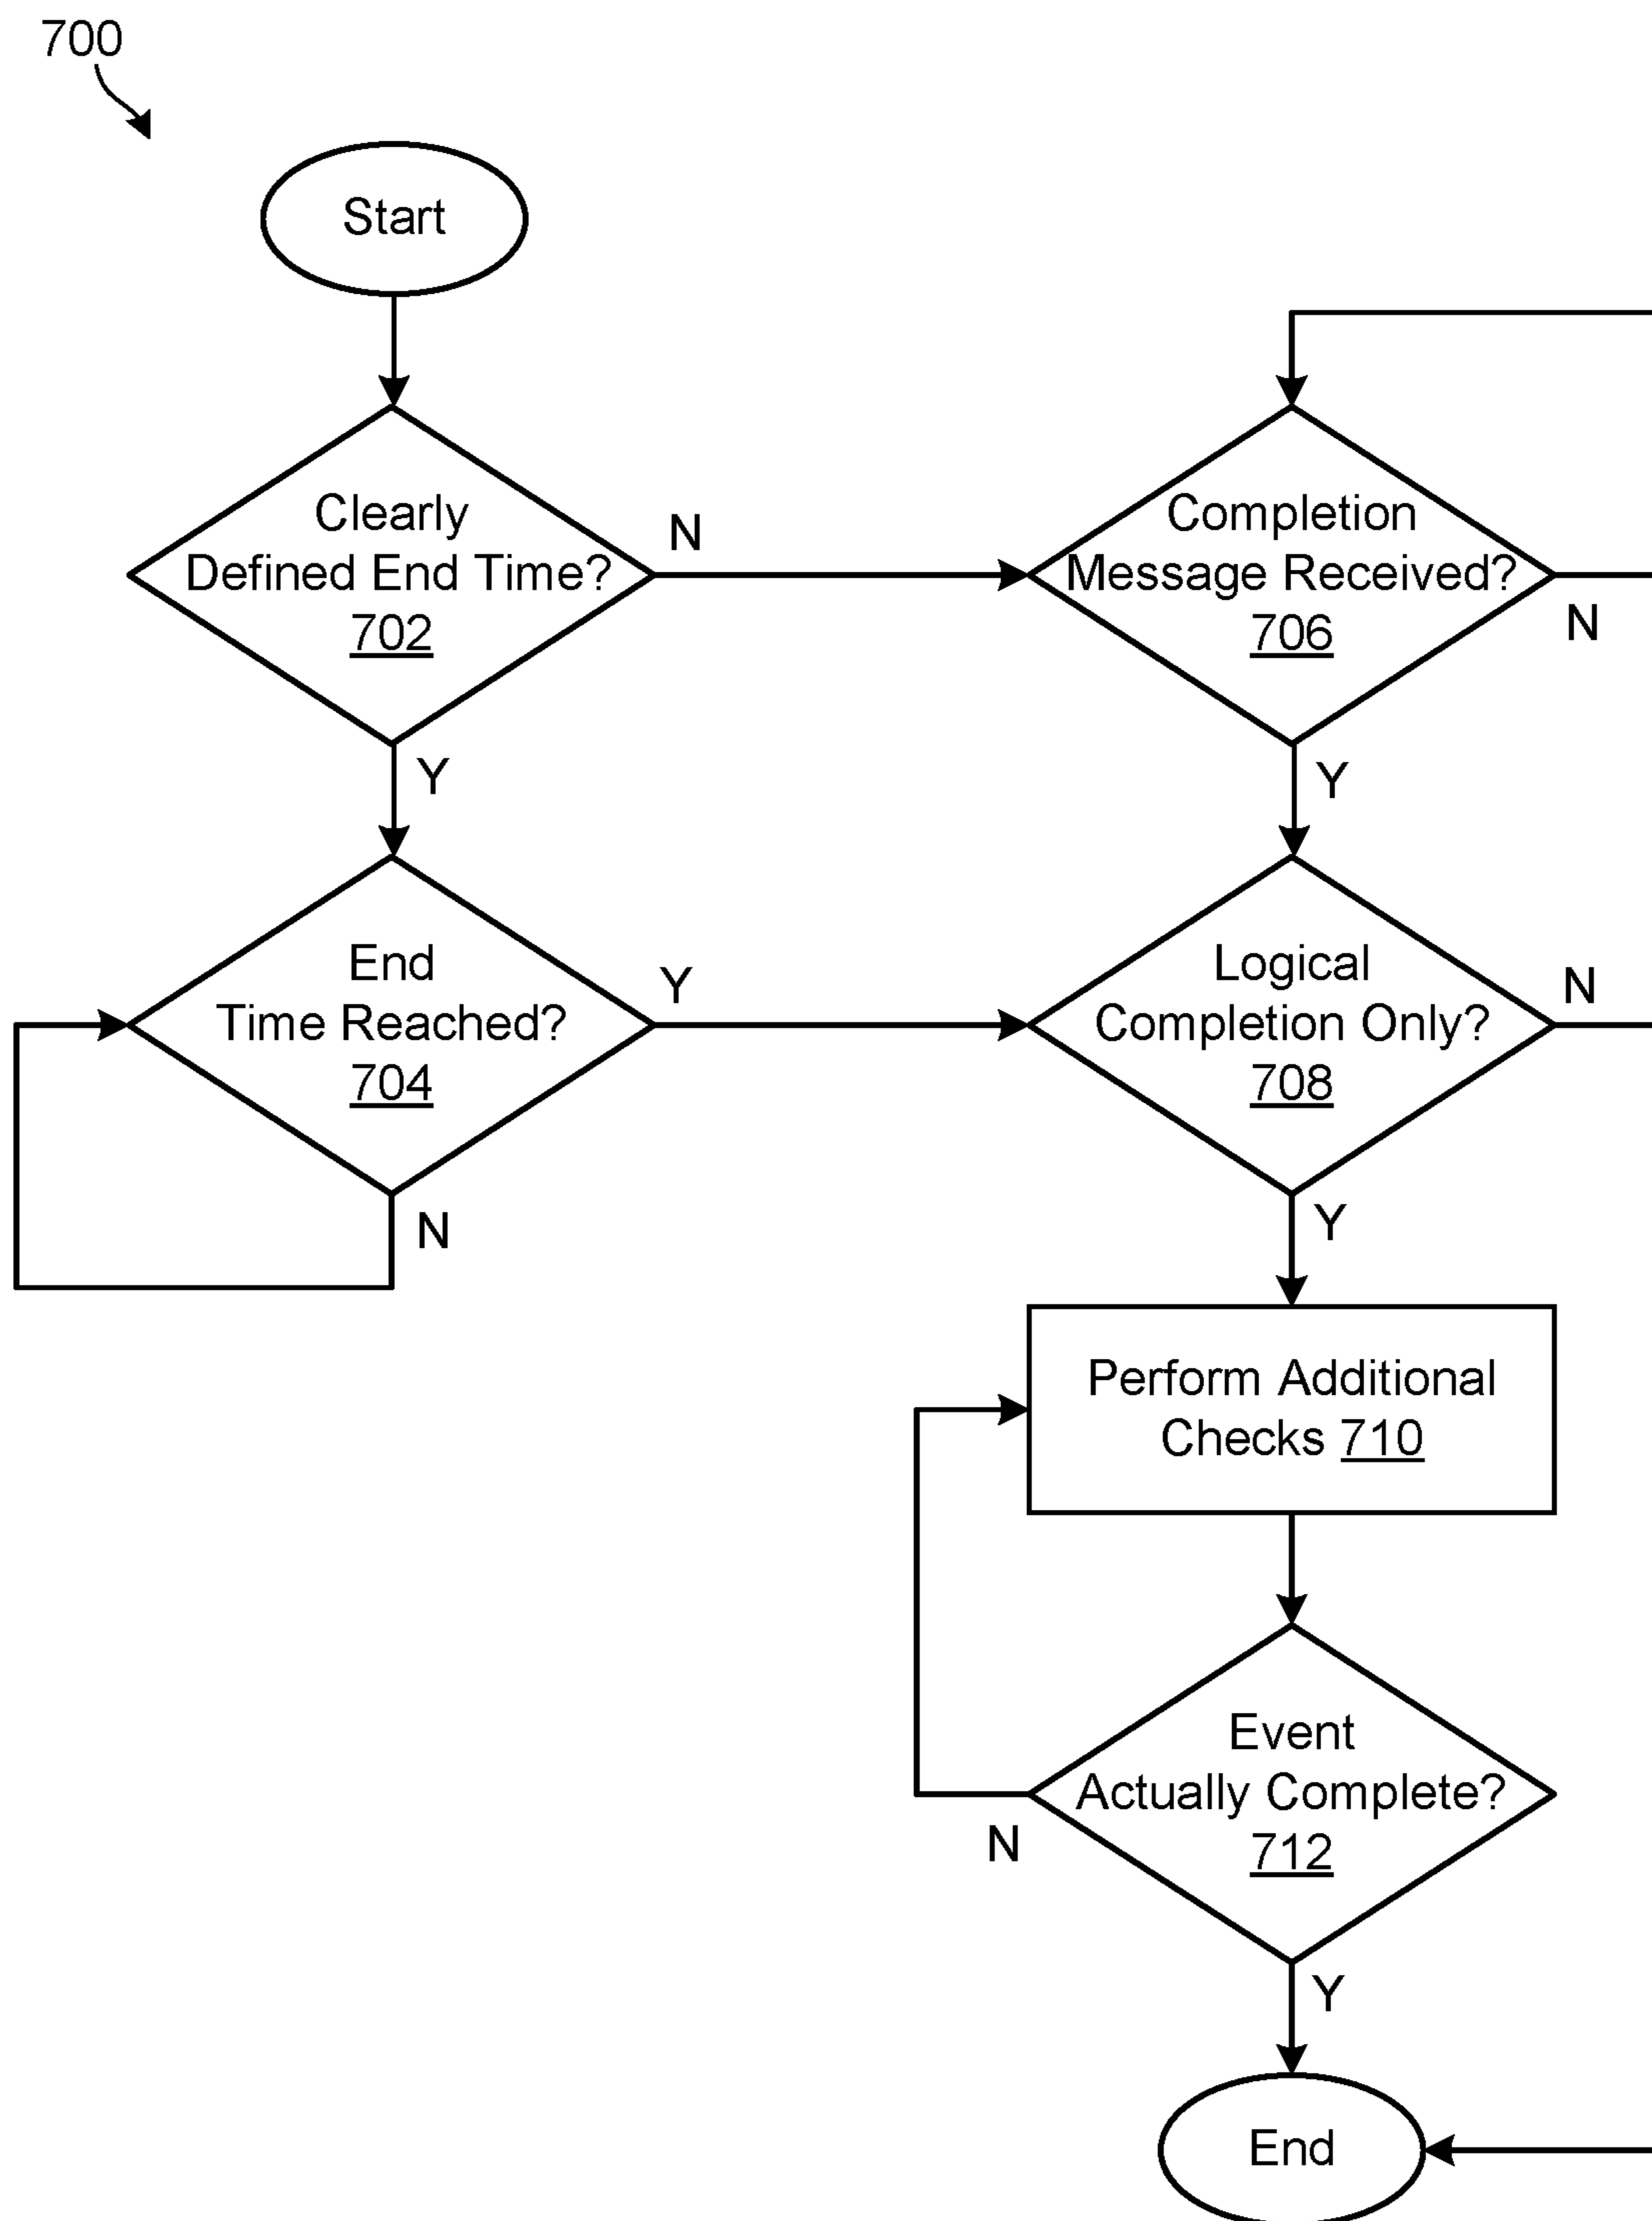 700
Start
Clearly
Defined End Time?
702
N
Y
Completion
Message Received?
706
N
Y
End
Time Reached?
704
Y
N
Logical
Completion Only?
708
N
Y
Perform Additional
Checks 710
Event
Actually Complete?
712
N
Y
End